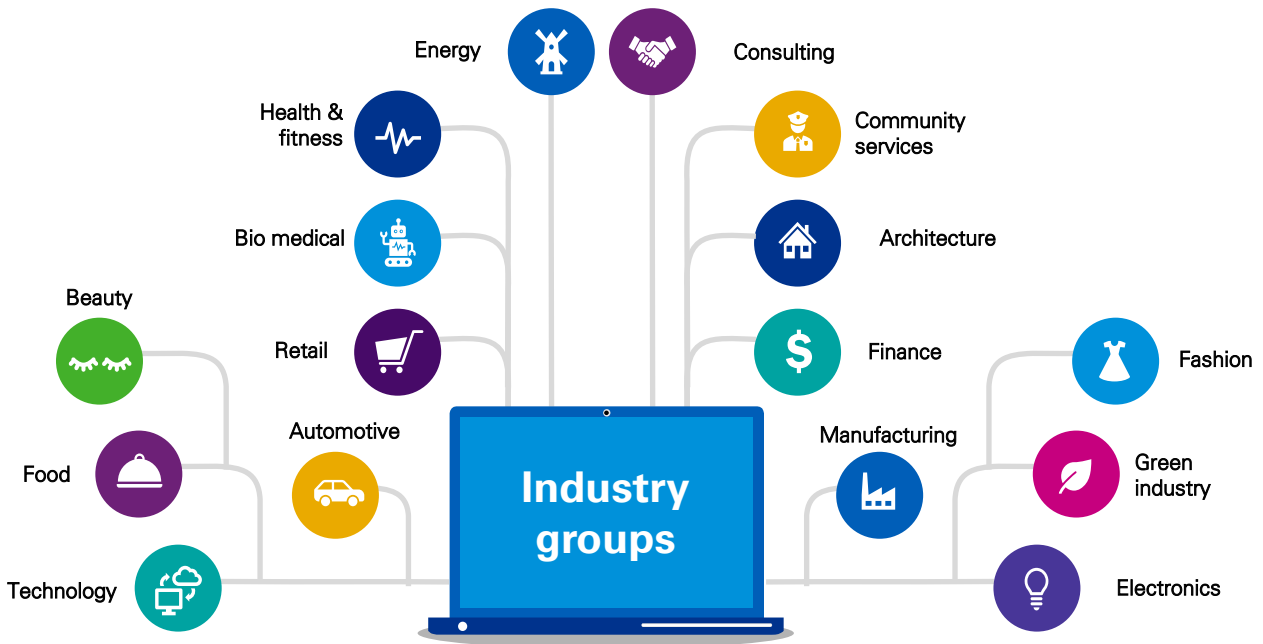 Energy
Consulting
Health &
fitness
Community
services
Bio medical
Architecture
Beauty
Retail
Finance
Fashion
Automotive
Manufacturing
Food
Green
industry
Industry
groups
Technology
Electronics
$